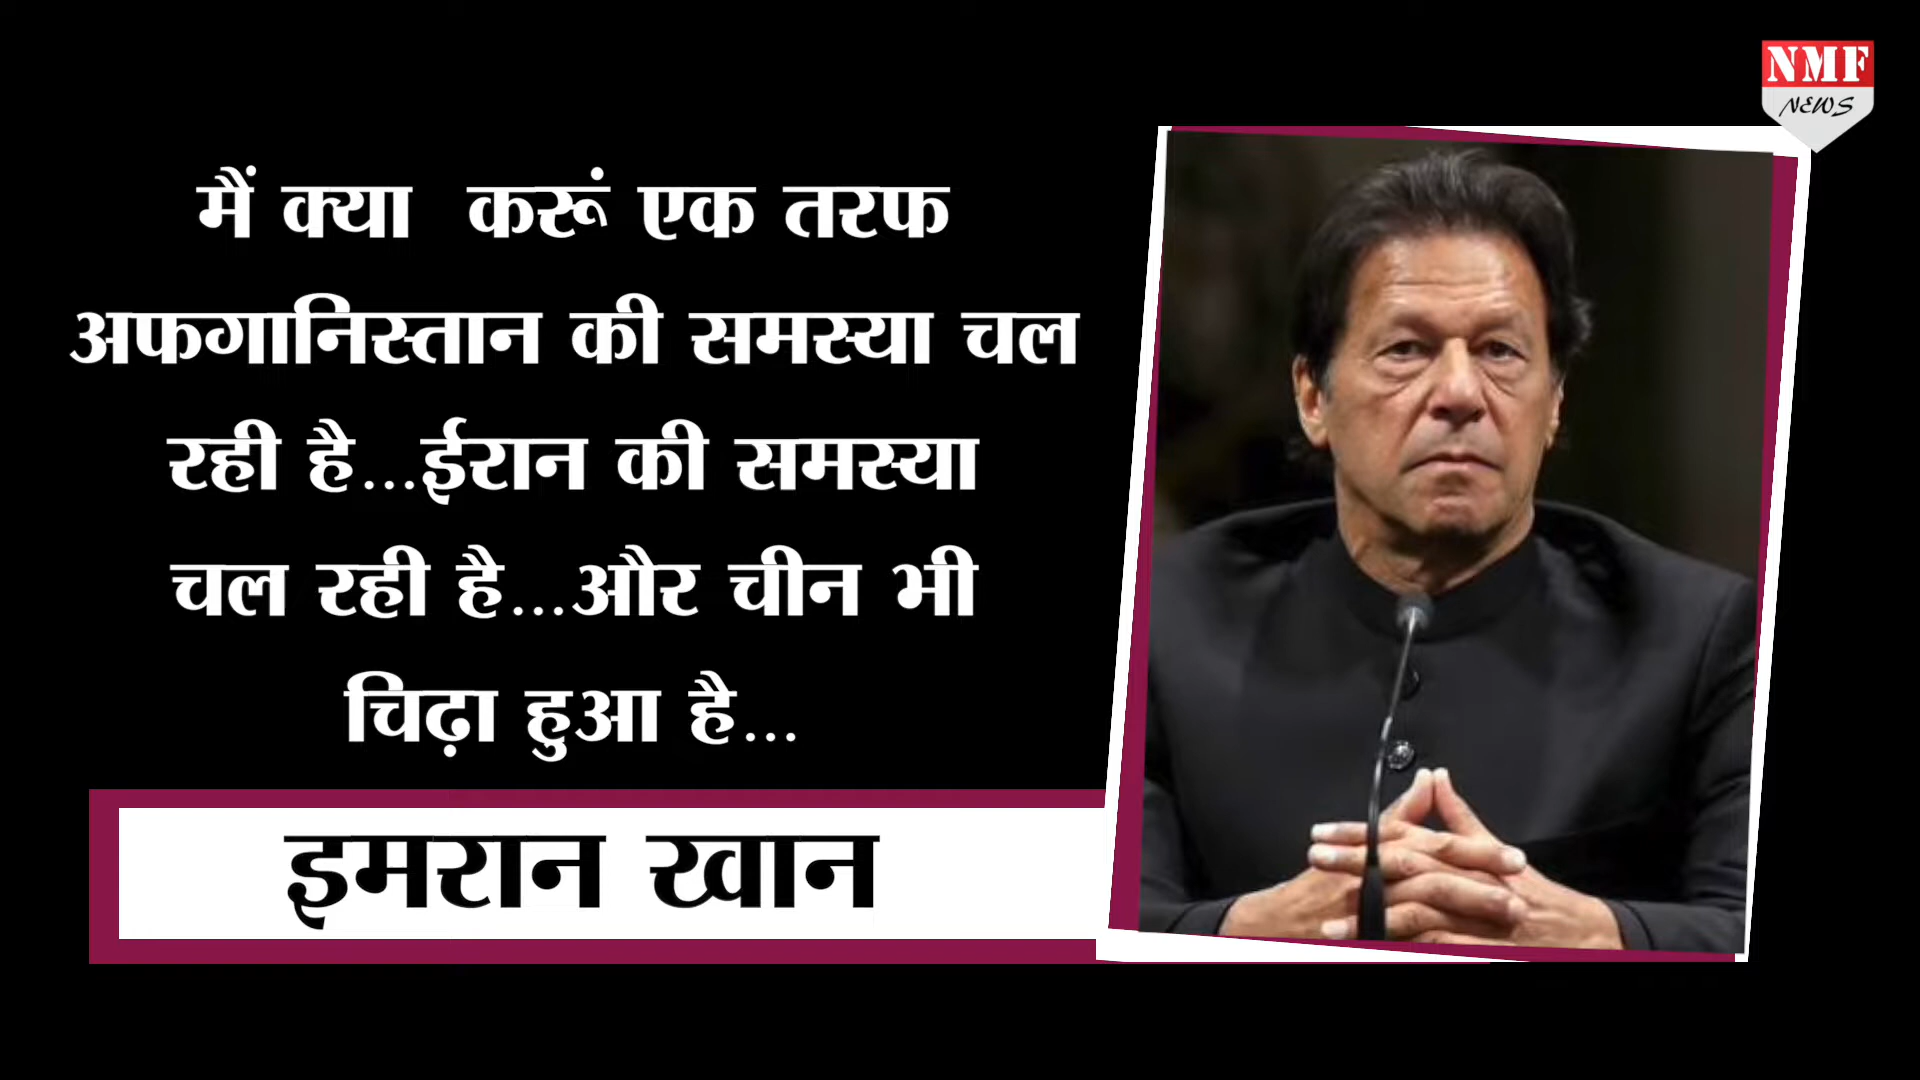 NMF
NEWS
मैं क्या करूं एक तरफ
अफगानिस्तान की समस्या चल
रही है...ईरान की समस्या
चल रही है...और चीन भी
चिढ़ा हुआ है...
इमरान खान